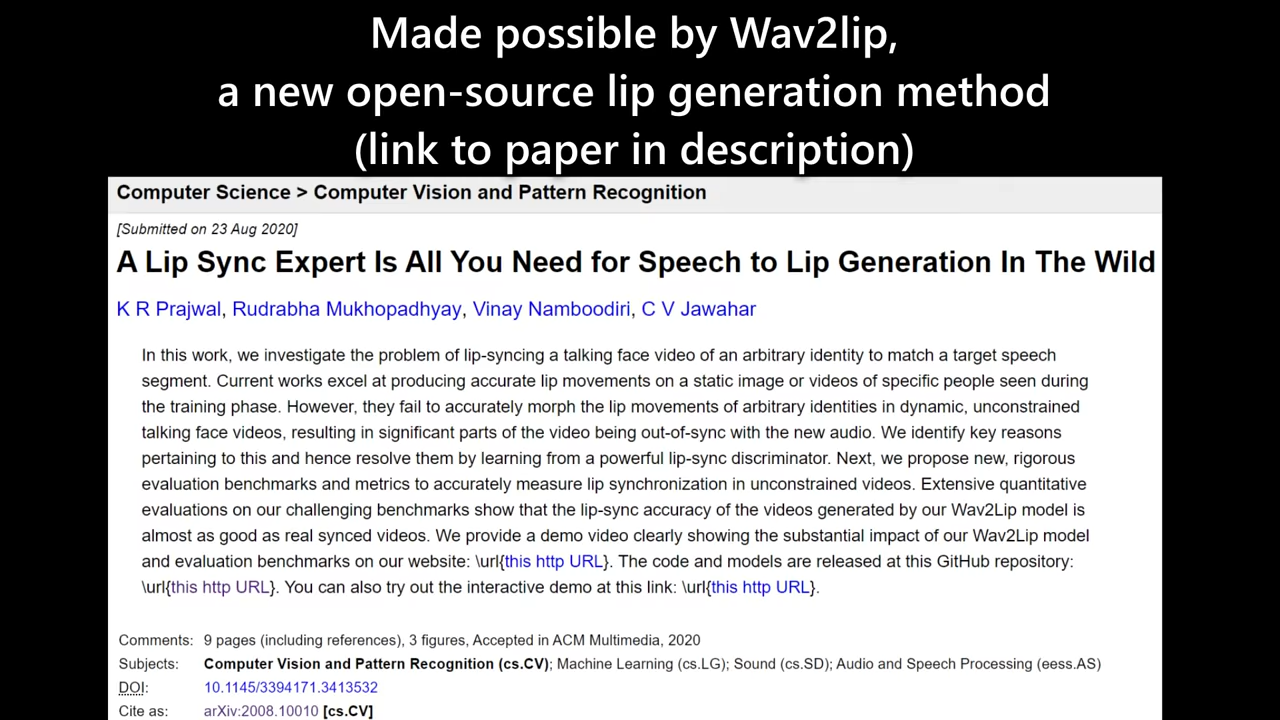 Made possible by Wav2lip,
a new open-source lip generation method
(link to paper in description)
Computer Science > Computer Vision and Pattern Recognition
[Submitted on 23 Aug 2020]
A Lip Sync Expert Is All You Need for Speech to Lip Generation In The Wild
K R Prajwal, Rudrabha Mukhopadhyay, Vinay Namboodiri, C V Jawahar
In this work, we investigate the problem of lip-syncing a talking face video of an arbitrary identity to match a target speech
segment. Current works excel at producing accurate lip movements on a static image or videos of specific people seen during
the training phase. However, they fail to accurately morph the lip movements of arbitrary identities in dynamic, unconstrained
talking face videos, resulting in significant parts of the video being out-of-sync with the new audio. We identify key reasons
pertaining to this and hence resolve them by learning from a powerful lip-sync discriminator. Next, we propose new, rigorous
evaluation benchmarks and metrics to accurately measure lip synchronization in unconstrained videos. Extensive quantitative
evaluations on our challenging benchmarks show that the lip-sync accuracy of the videos generated by our Wav2Lip model is
almost as good as real synced videos. We provide a demo video clearly showing the substantial impact of our Wav2Lip model
and evaluation benchmarks on our website: \url{this http URL}. The code and models are released at this GitHub repository:
\url{this http URL}. You can also try out the interactive demo at this link: \url{this http URL}.
Comments: 9 pages (including references), 3 figures, Accepted in ACM Multimedia, 2020
Subjects: Computer Vision and Pattern Recognition (cs.CV); Machine Learning (cs.LG); Sound (cs.SD); Audio and Speech Processing (eess.AS)
DOI: 10.1145/3394171.3413532
Cite as: arXiv:2008.10010 [cs.CV]